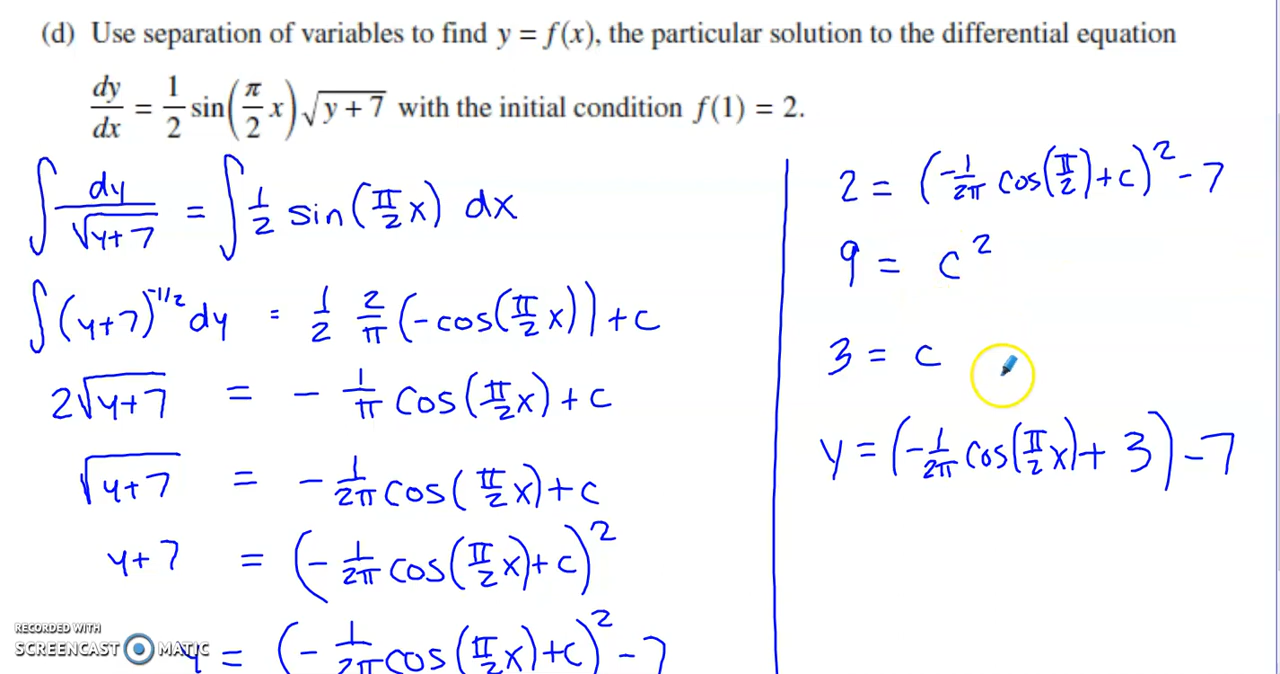 (d) Use separation of variables to find y = f(x), the particular solution to the differential equation
dy/dx = 1/2 sin(π/2 x) √(y + 7) with the initial condition f(1) = 2.
∫ dy/√(y+7) = ∫ 1/2 sin(π/2 x) dx
∫ (y+7)^(-1/2) dy = 1/2 2/π (-cos(π/2 x)) + c
2√(y+7) = - 1/π cos(π/2 x) + c
√(y+7) = - 1/2π cos(π/2 x) + c
y+7 = (- 1/2π cos(π/2 x) + c)²
y = (- 1/2π cos(π/2 x) + c)² - 7
2 = (- 1/2π cos(π/2) + c)² - 7
9 = c²
3 = c
y = (- 1/2π cos(π/2 x) + 3) - 7
RECORDED WITH
SCREENCAST MATIC